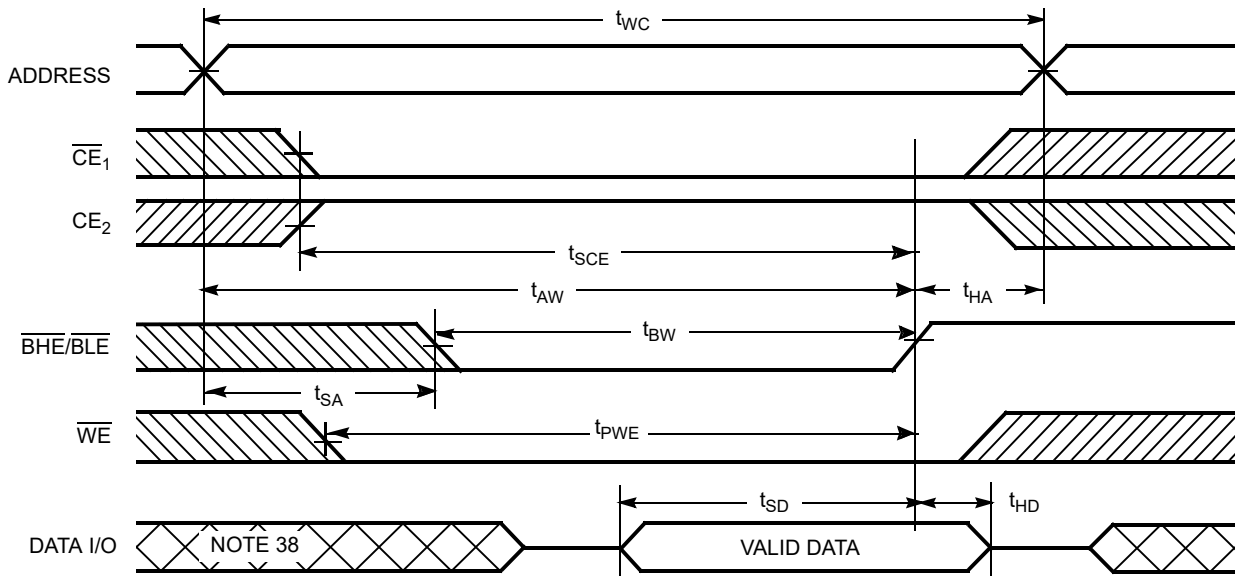 tWC
ADDRESS
CE1
CE2
tSCE
tAW
tHA
BHE/BLE
tBW
tSA
WE
tPWE
tSD
tHD
DATA I/O
NOTE 38
VALID DATA